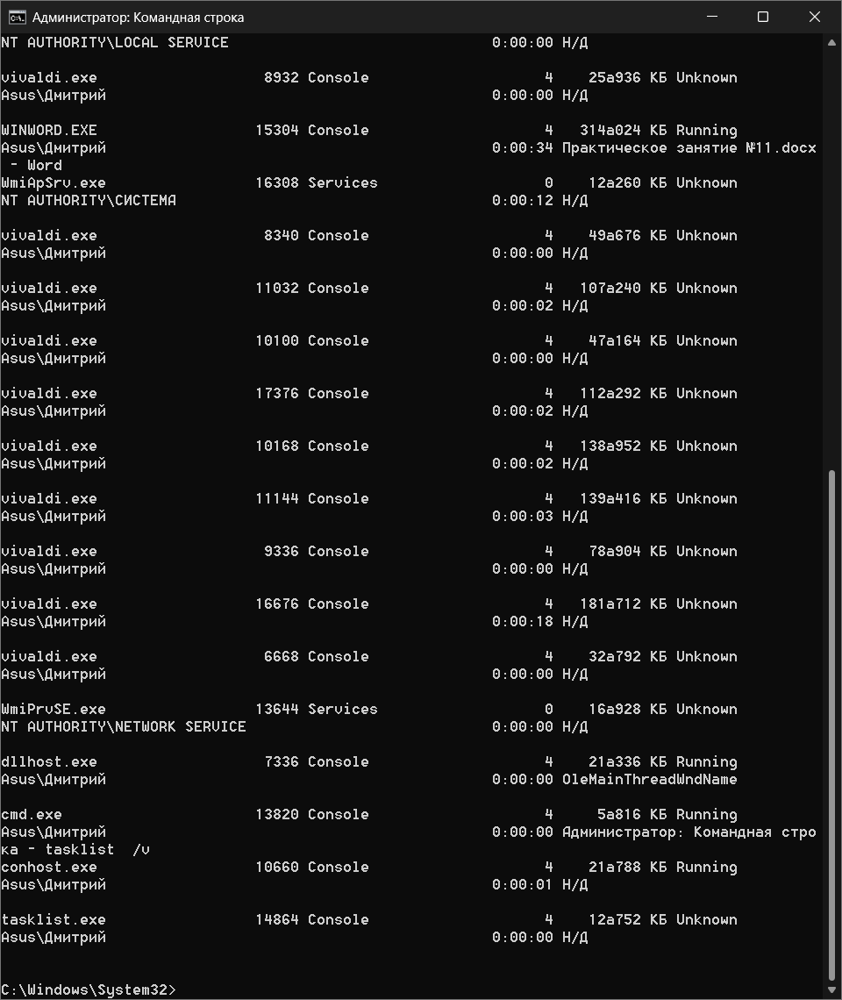 Администратор: Командная строка
NT AUTHORITY\LOCAL SERVICE 0:00:00 Н/Д
vivaldi.exe 8932 Console 4 25а936 КБ Unknown
Asus\Дмитрий 0:00:00 Н/Д
WINWORD.EXE 15304 Console 4 314а024 КБ Running
Asus\Дмитрий 0:00:34 Практическое занятие №11.docx
- Word
WmiApSrv.exe 16308 Services 0 12а260 КБ Unknown
NT AUTHORITY\СИСТЕМА 0:00:12 Н/Д
vivaldi.exe 8340 Console 4 49а676 КБ Unknown
Asus\Дмитрий 0:00:00 Н/Д
vivaldi.exe 11032 Console 4 107а240 КБ Unknown
Asus\Дмитрий 0:00:02 Н/Д
vivaldi.exe 10100 Console 4 47а164 КБ Unknown
Asus\Дмитрий 0:00:00 Н/Д
vivaldi.exe 17376 Console 4 112а292 КБ Unknown
Asus\Дмитрий 0:00:02 Н/Д
vivaldi.exe 10168 Console 4 138а952 КБ Unknown
Asus\Дмитрий 0:00:02 Н/Д
vivaldi.exe 11144 Console 4 139а416 КБ Unknown
Asus\Дмитрий 0:00:03 Н/Д
vivaldi.exe 9336 Console 4 78а904 КБ Unknown
Asus\Дмитрий 0:00:00 Н/Д
vivaldi.exe 16676 Console 4 181а712 КБ Unknown
Asus\Дмитрий 0:00:18 Н/Д
vivaldi.exe 6668 Console 4 32а792 КБ Unknown
Asus\Дмитрий 0:00:00 Н/Д
WmiPrvSE.exe 13644 Services 0 16а928 КБ Unknown
NT AUTHORITY\NETWORK SERVICE 0:00:00 Н/Д
dllhost.exe 7336 Console 4 21а336 КБ Running
Asus\Дмитрий 0:00:00 OleMainThreadWndName
cmd.exe 13820 Console 4 5а816 КБ Running
Asus\Дмитрий 0:00:00 Администратор: Командная стро
ка - tasklist /v
conhost.exe 10660 Console 4 21а788 КБ Running
Asus\Дмитрий 0:00:01 Н/Д
tasklist.exe 14864 Console 4 12а752 КБ Unknown
Asus\Дмитрий 0:00:00 Н/Д
C:\Windows\System32>